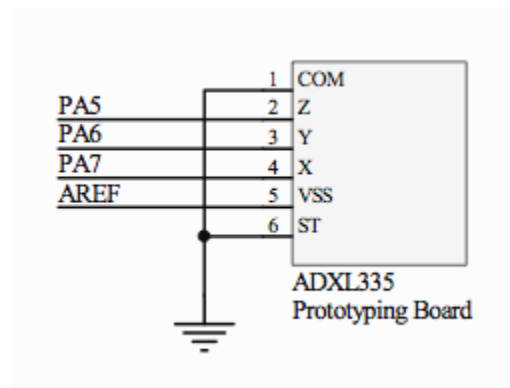 1 COM
PA5 2 Z
PA6 3 Y
PA7 4 X
AREF 5 VSS
6 ST
ADXL335
Prototyping Board